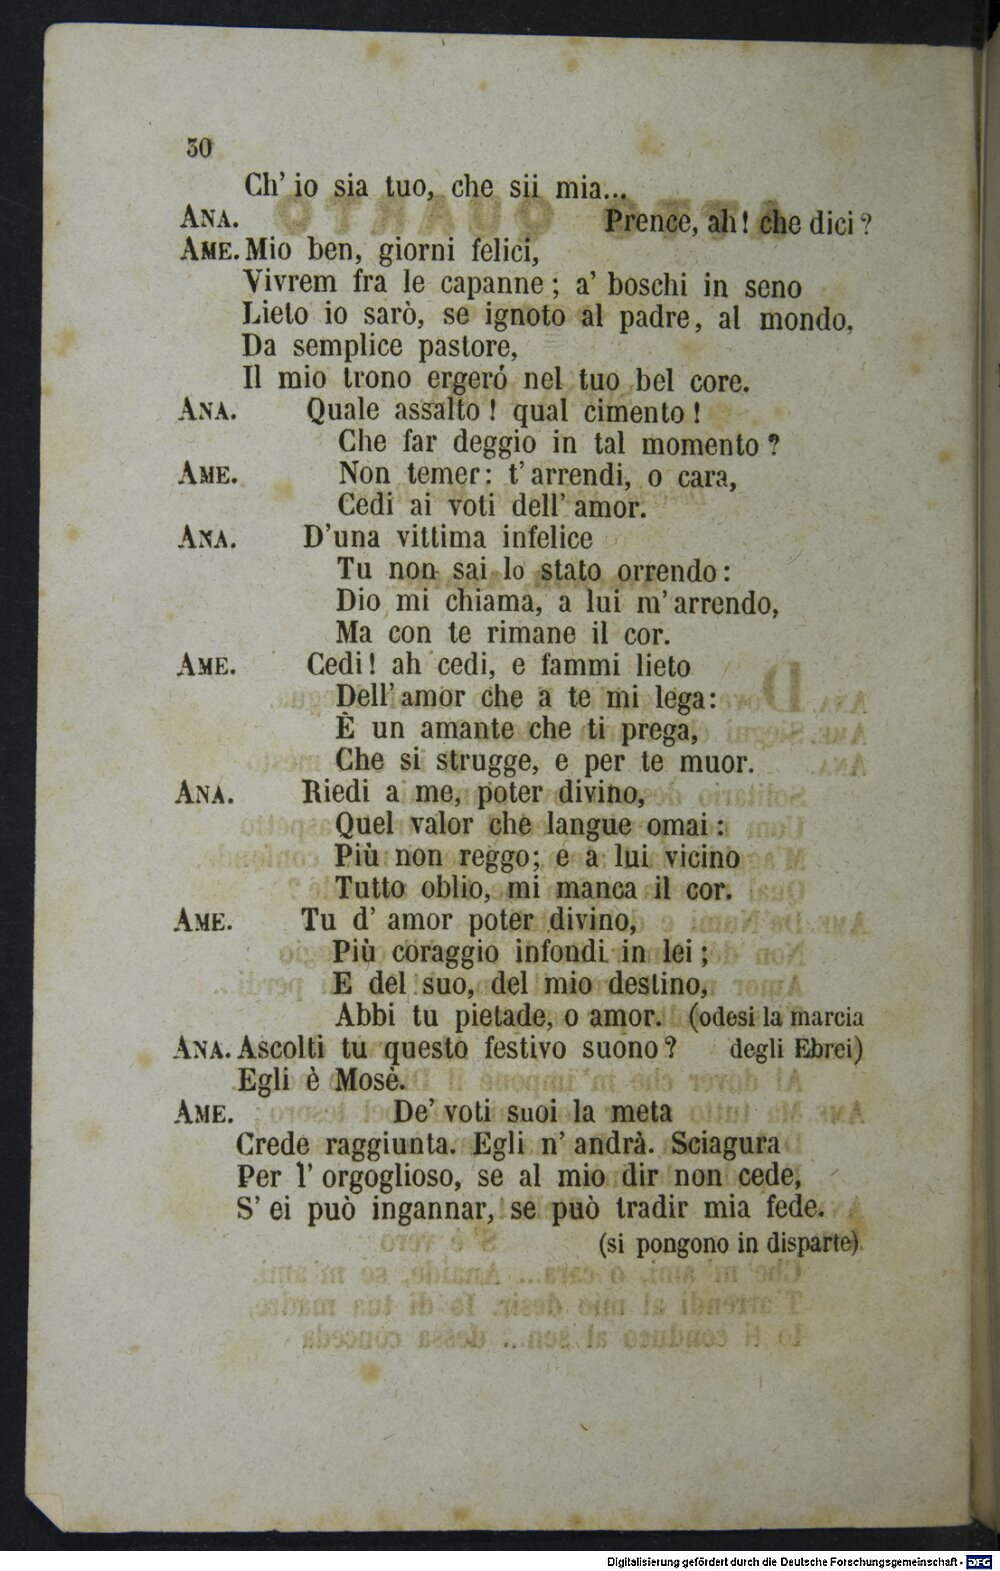 30
Ch' io sia tuo, che sii mia...
ANA. Prence, ah! che dici?
AME. Mio ben, giorni felici,
Vivrem fra le capanne; a' boschi in seno
Lieto io sarò, se ignoto al padre, al mondo,
Da semplice pastore,
Il mio trono ergeró nel tuo bel core.
ANA. Quale assalto! qual cimento!
Che far deggio in tal momento?
AME. Non temer: t' arrendi, o cara,
Cedi ai voti dell' amor.
ANA. D'una vittima infelice
Tu non sai lo stato orrendo:
Dio mi chiama, a lui m' arrendo,
Ma con te rimane il cor.
AME. Cedi! ah cedi, e fammi lieto
Dell' amor che a te mi lega:
È un amante che ti prega,
Che si strugge, e per te muor.
ANA. Riedi a me, poter divino,
Quel valor che langue omai:
Più non reggo; e a lui vicino
Tutto oblio, mi manca il cor.
AME. Tu d' amor poter divino,
Più coraggio infondi in lei;
E del suo, del mio destino,
Abbi tu pietade, o amor. (odesi la marcia
ANA. Ascolti tu questo festivo suono? degli Ebrei)
Egli è Mosè.
AME. De' voti suoi la meta
Crede raggiunta. Egli n' andrà. Sciagura
Per l' orgoglioso, se al mio dir non cede,
S' ei può ingannar, se può tradir mia fede.
(si pongono in disparte)
Digitalisierung gefördert durch die Deutsche Forschungsgemeinschaft - DFG